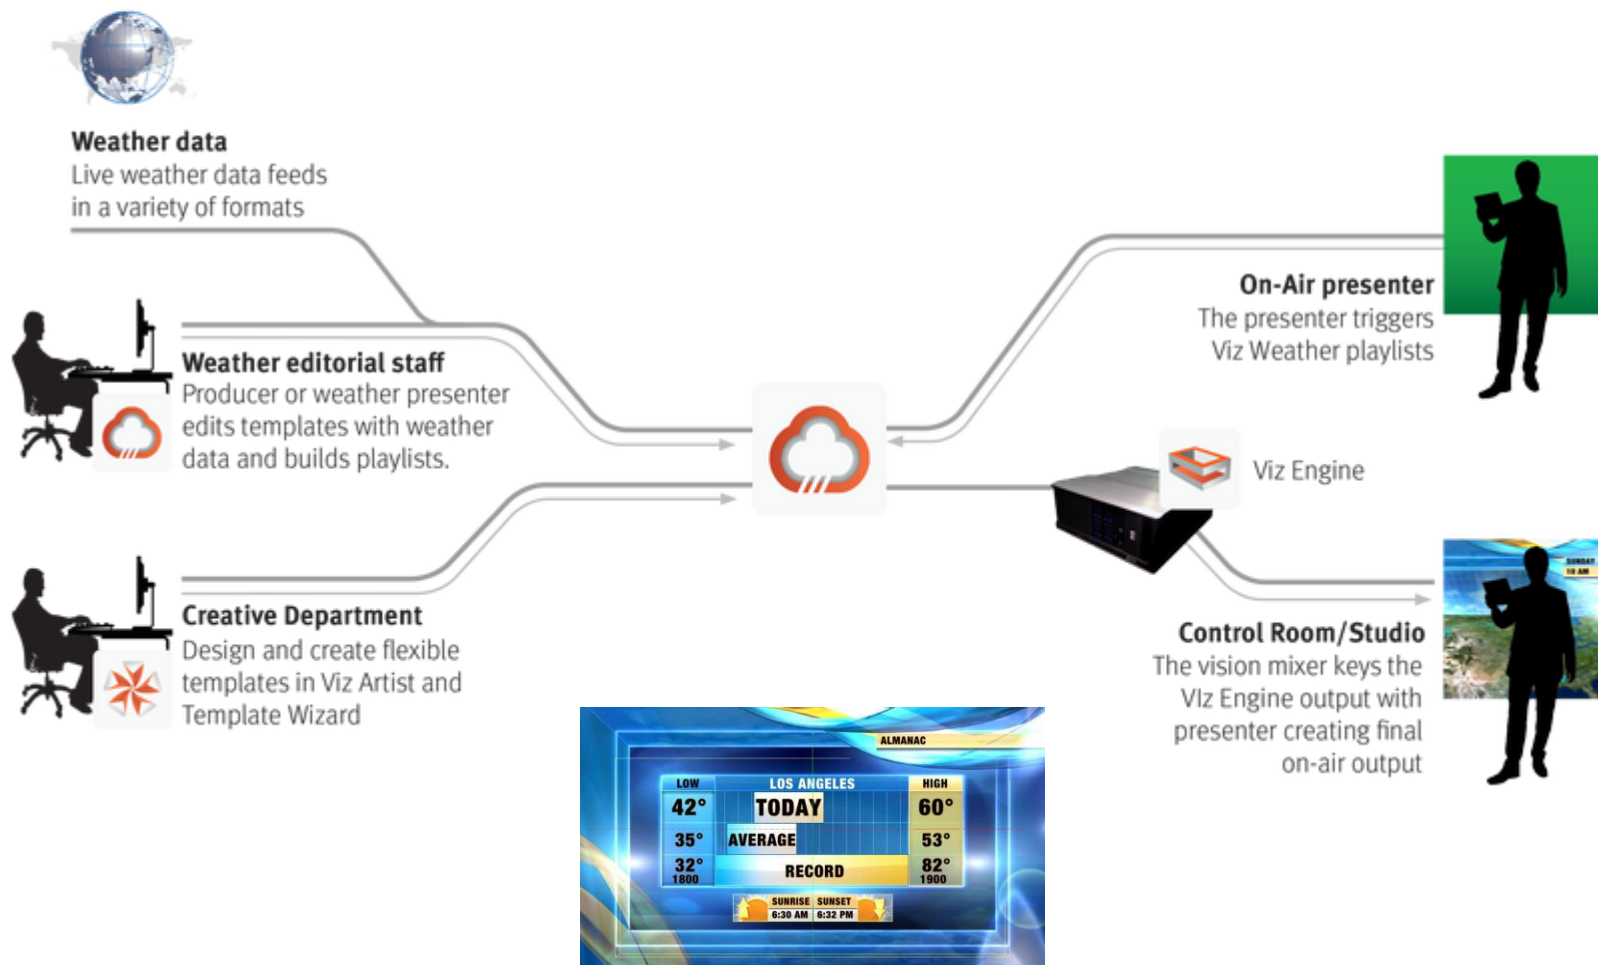 Weather data
Live weather data feeds
in a variety of formats
Weather editorial staff
Producer or weather presenter
edits templates with weather
data and builds playlists.
Creative Department
Design and create flexible
templates in Viz Artist and
Template Wizard
On-Air presenter
The presenter triggers
Viz Weather playlists
Viz Engine
SUNDAY
10 AM
Control Room/Studio
The vision mixer keys the
VIz Engine output with
presenter creating final
on-air output
ALMANAC
LOW LOS ANGELES HIGH
42° TODAY 60°
35° AVERAGE 53°
32° RECORD 82°
1800 1900
SUNRISE SUNSET
6:30 AM 6:32 PM